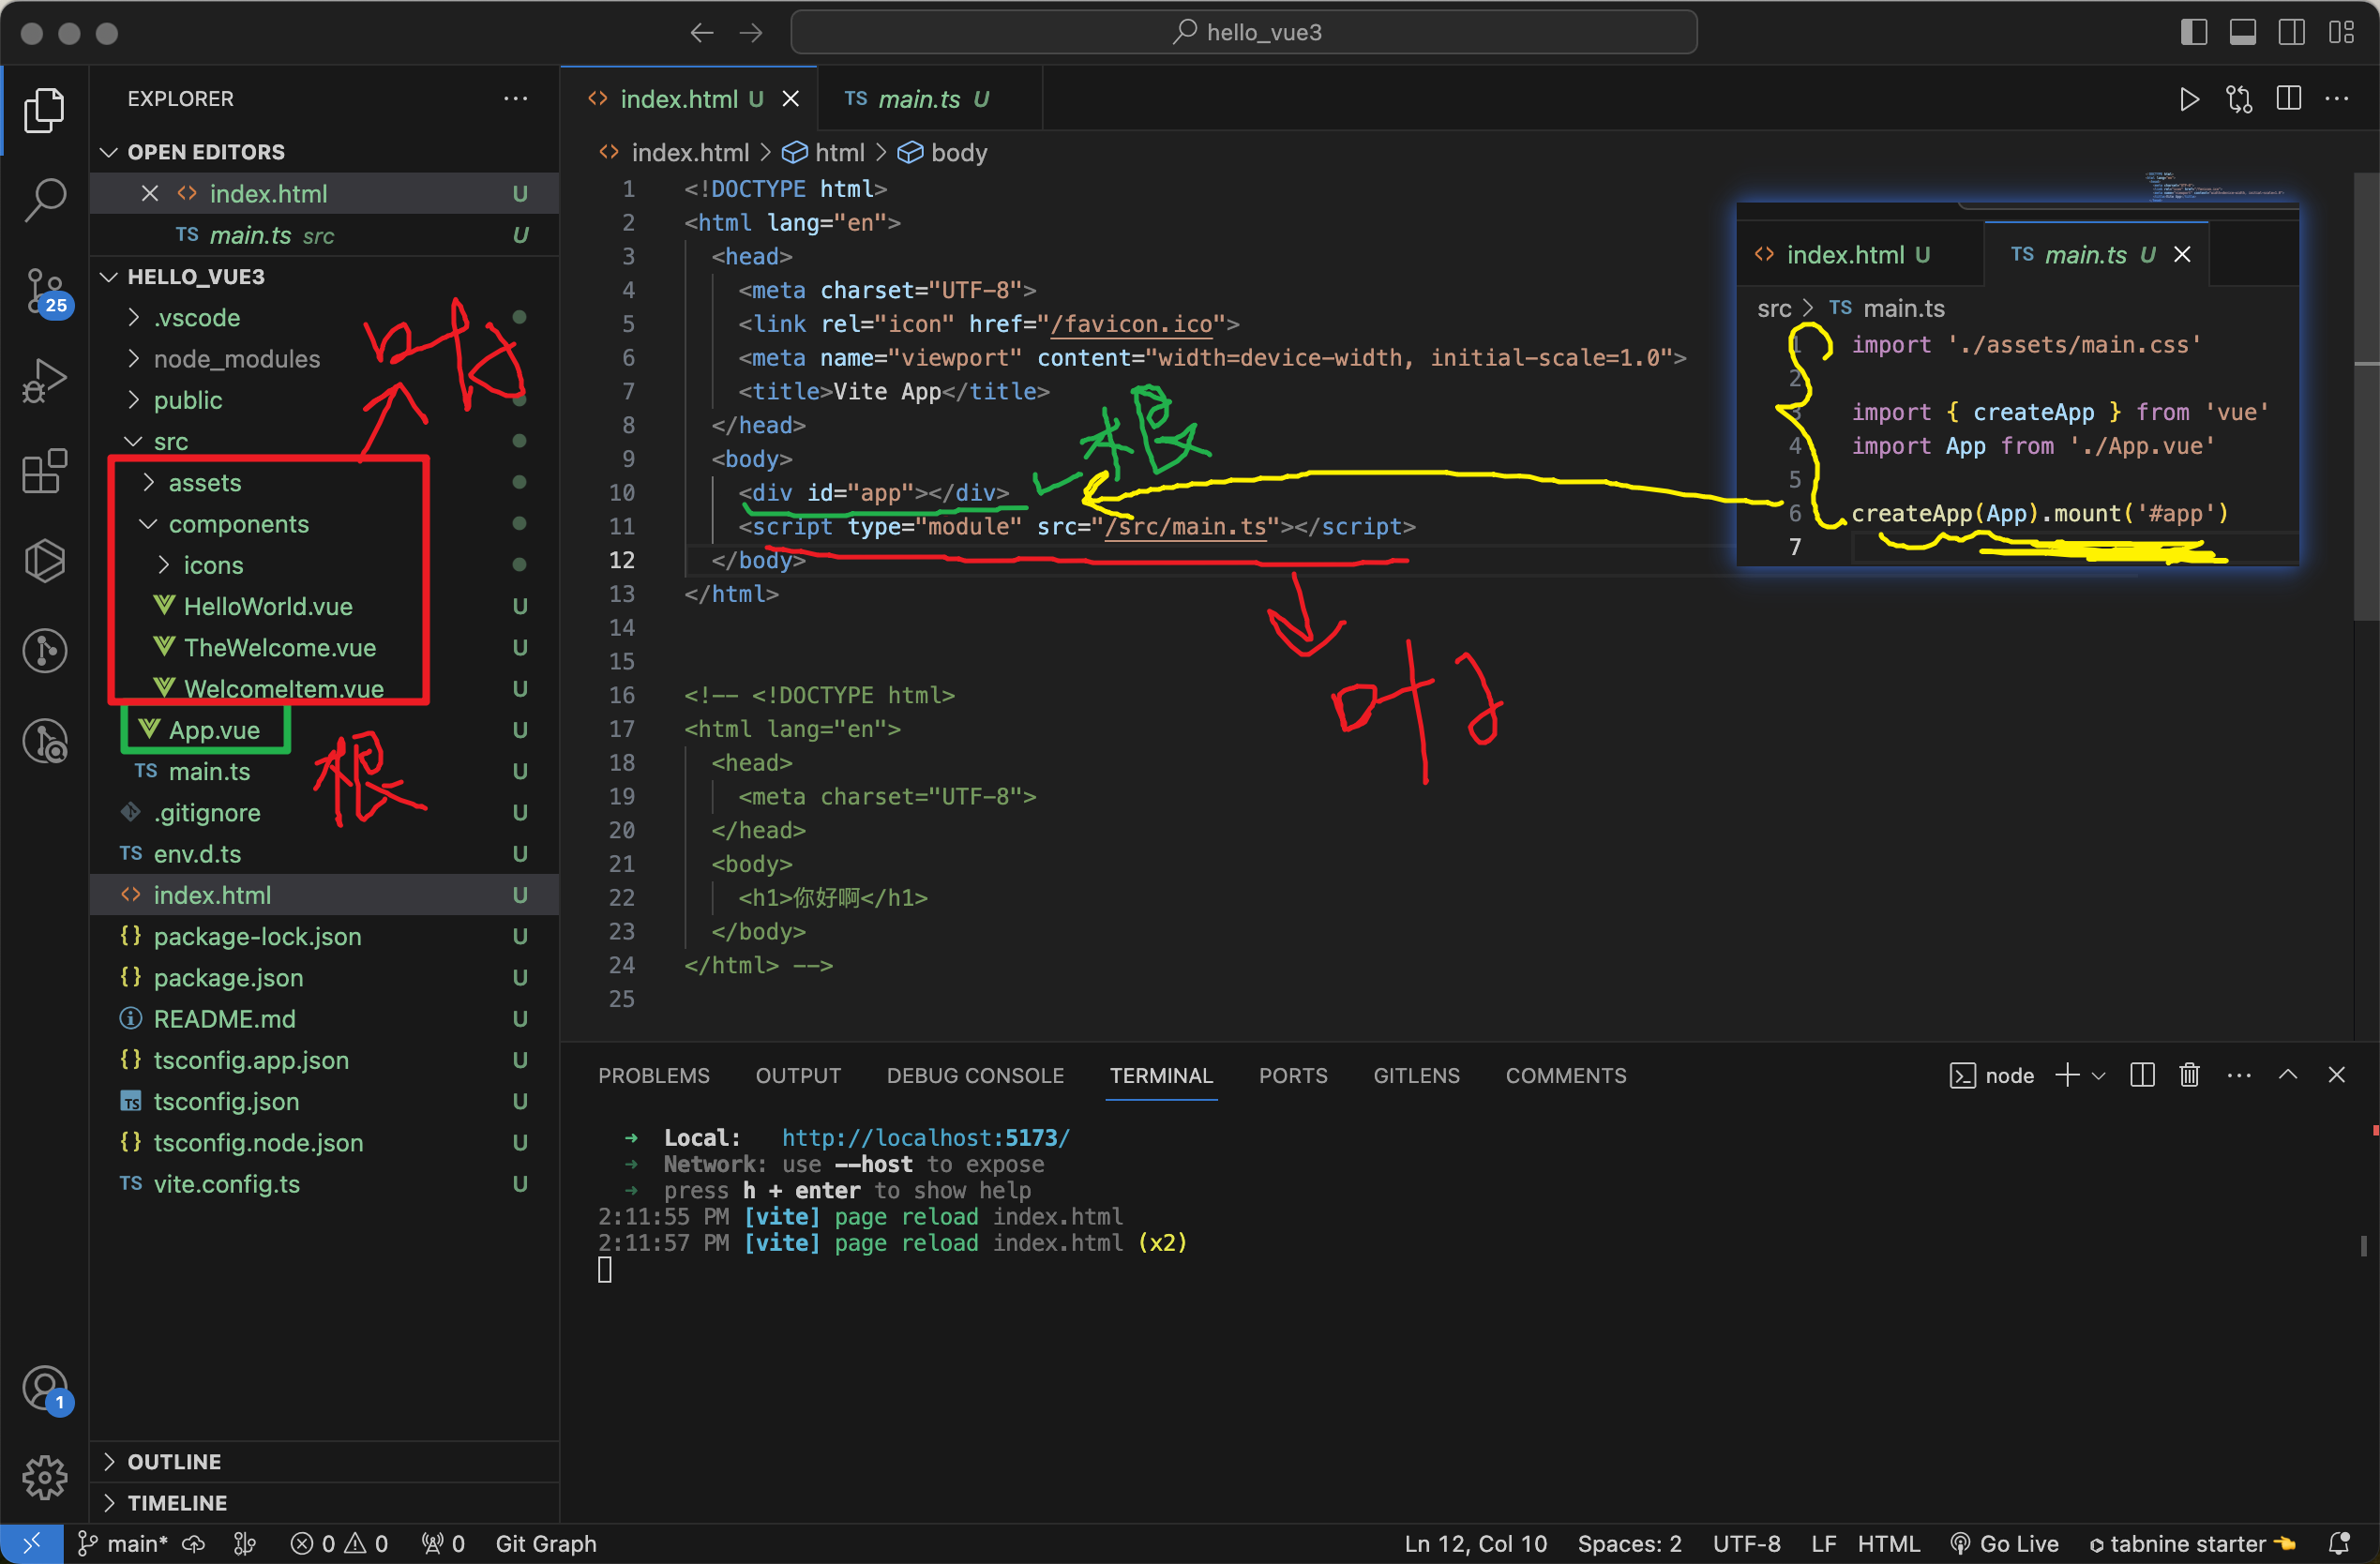 hello_vue3
EXPLORER
OPEN EDITORS
index.html U
TS main.ts src U
HELLO_VUE3
.vscode
node_modules
public
src
assets
components
icons
HelloWorld.vue U
TheWelcome.vue U
WelcomeItem.vue U
App.vue U
TS main.ts U
.gitignore U
TS env.d.ts U
index.html U
{} package-lock.json U
{} package.json U
README.md U
{} tsconfig.app.json U
TS tsconfig.json U
{} tsconfig.node.json U
TS vite.config.ts U
OUTLINE
TIMELINE
25
1
叶子
根
index.html U
TS main.ts U
index.html > html > body
1 <!DOCTYPE html>
2 <html lang="en">
3 <head>
4 <meta charset="UTF-8">
5 <link rel="icon" href="/favicon.ico">
6 <meta name="viewport" content="width=device-width, initial-scale=1.0">
7 <title>Vite App</title>
8 </head>
9 <body>
10 <div id="app"></div>
11 <script type="module" src="/src/main.ts"></script>
12 </body>
13 </html>
14
15
16 <!-- <!DOCTYPE html>
17 <html lang="en">
18 <head>
19 <meta charset="UTF-8">
20 </head>
21 <body>
22 <h1>你好啊</h1>
23 </body>
24 </html> -->
25
根
叶子
index.html U
TS main.ts U
src > TS main.ts
1 import './assets/main.css'
2
3 import { createApp } from 'vue'
4 import App from './App.vue'
5
6 createApp(App).mount('#app')
7
PROBLEMS OUTPUT DEBUG CONSOLE TERMINAL PORTS GITLENS COMMENTS
node
➜ Local: http://localhost:5173/
➜ Network: use --host to expose
➜ press h + enter to show help
2:11:55 PM [vite] page reload index.html
2:11:57 PM [vite] page reload index.html (x2)
main* 0 0 0 Git Graph
Ln 12, Col 10 Spaces: 2 UTF-8 LF HTML Go Live tabnine starter